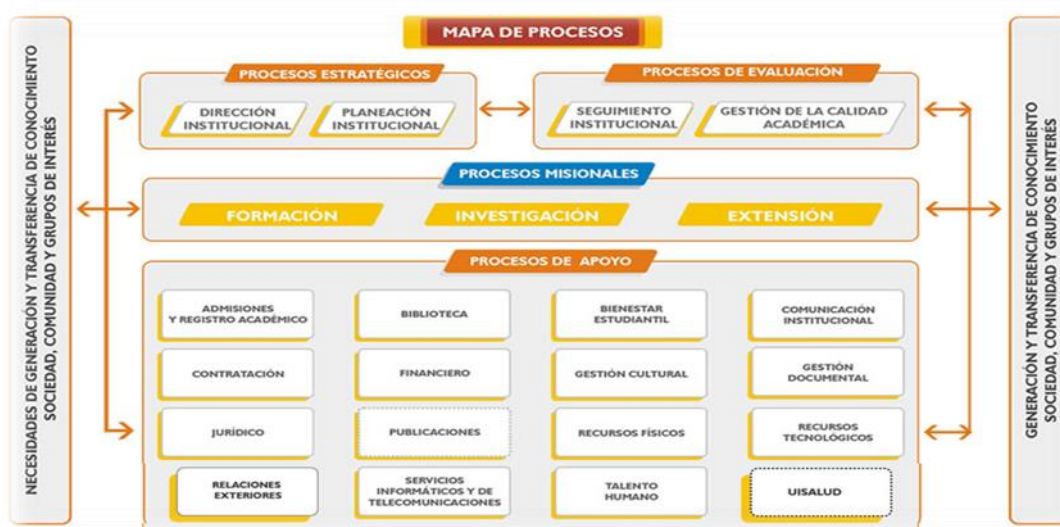 MAPA DE PROCESOS
NECESIDADES DE GENERACIÓN Y TRANSFERENCIA DE CONOCIMIENTO
SOCIEDAD, COMUNIDAD Y GRUPOS DE INTERÉS
PROCESOS ESTRATÉGICOS
DIRECCIÓN
INSTITUCIONAL
PLANEACIÓN
INSTITUCIONAL
PROCESOS DE EVALUACIÓN
SEGUIMIENTO
INSTITUCIONAL
GESTIÓN DE LA CALIDAD
ACADÉMICA
PROCESOS MISIONALES
FORMACIÓN
INVESTIGACIÓN
EXTENSIÓN
PROCESOS DE APOYO
ADMISIONES
Y REGISTRO ACADÉMICO
BIBLIOTECA
BIENESTAR
ESTUDIANTIL
COMUNICACIÓN
INSTITUCIONAL
CONTRATACIÓN
FINANCIERO
GESTIÓN CULTURAL
GESTIÓN
DOCUMENTAL
JURÍDICO
PUBLICACIONES
RECURSOS FÍSICOS
RECURSOS
TECNOLÓGICOS
RELACIONES
EXTERIORES
SERVICIOS
INFORMÁTICOS Y DE
TELECOMUNICACIONES
TALENTO
HUMANO
UISALUD
GENERACIÓN Y TRANSFERENCIA DE CONOCIMIENTO
SOCIEDAD, COMUNIDAD Y GRUPOS DE INTERÉS